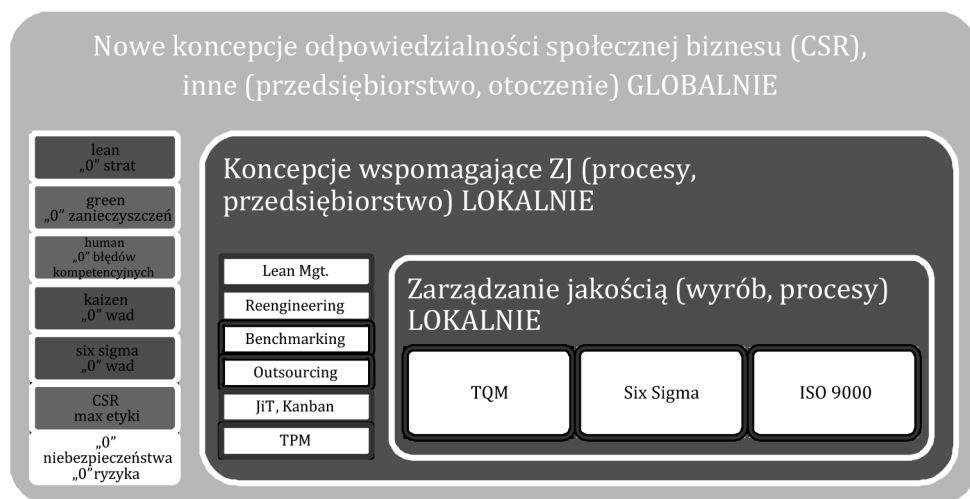 Nowe koncepcje odpowiedzialności społecznej biznesu (CSR),
inne (przedsiębiorstwo, otoczenie) GLOBALNIE
lean
„0” strat
green
„0” zanieczyszczeń
human
„0” błędów
kompetencyjnych
kaizen
„0” wad
six sigma
„0” wad
CSR
max etyki
„0”
niebezpieczeństwa
„0”ryzyka
Koncepcje wspomagające ZJ (procesy,
przedsiębiorstwo) LOKALNIE
Lean Mgt.
Reengineering
Benchmarking
Outsourcing
JiT, Kanban
TPM
Zarządzanie jakością (wyrób, procesy)
LOKALNIE
TQM
Six Sigma
ISO 9000